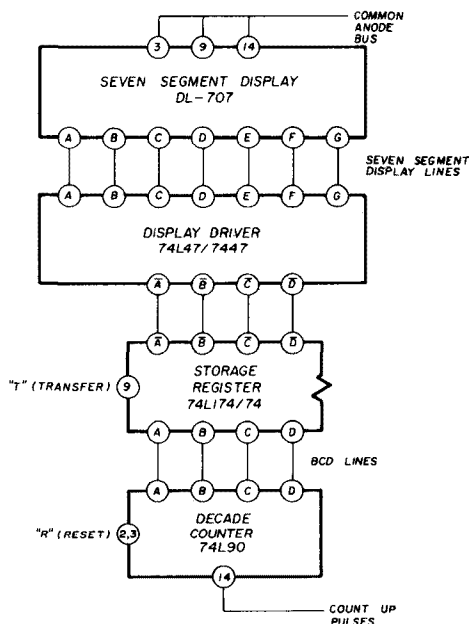 COMMON
ANODE
BUS
3 9 14
SEVEN SEGMENT DISPLAY
DL-707
A B C D E F G
SEVEN SEGMENT
DISPLAY LINES
A B C D E F G
DISPLAY DRIVER
74L47/7447
A̅ B̅ C̅ D̅
A̅ B̅ C̅ D̅
"T" (TRANSFER) 9
STORAGE
REGISTER
74L174/74
A B C D
BCD LINES
A B C D
"R" (RESET) 2,3
DECADE
COUNTER
74L90
14
COUNT UP
PULSES